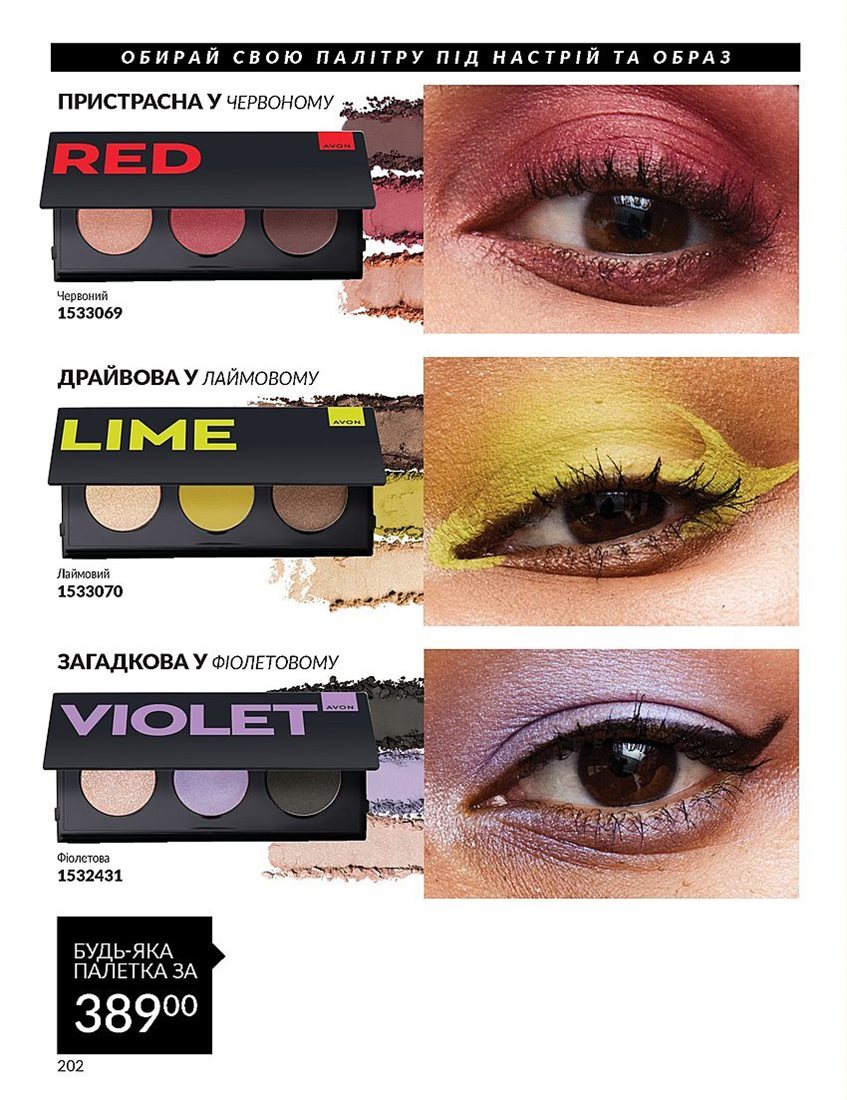 ОБИРАЙ СВОЮ ПАЛІТРУ ПІД НАСТРІЙ ТА ОБРАЗ
ПРИСТРАСНА У ЧЕРВОНОМУ
RED
AVON
Червоний
1533069
ДРАЙВОВА У ЛАЙМОВОМУ
LIME
AVON
Лаймовий
1533070
ЗАГАДКОВА У ФІОЛЕТОВОМУ
VIOLET
AVON
Фіолетова
1532431
БУДЬ-ЯКА
ПАЛЕТКА ЗА
389⁰⁰
202